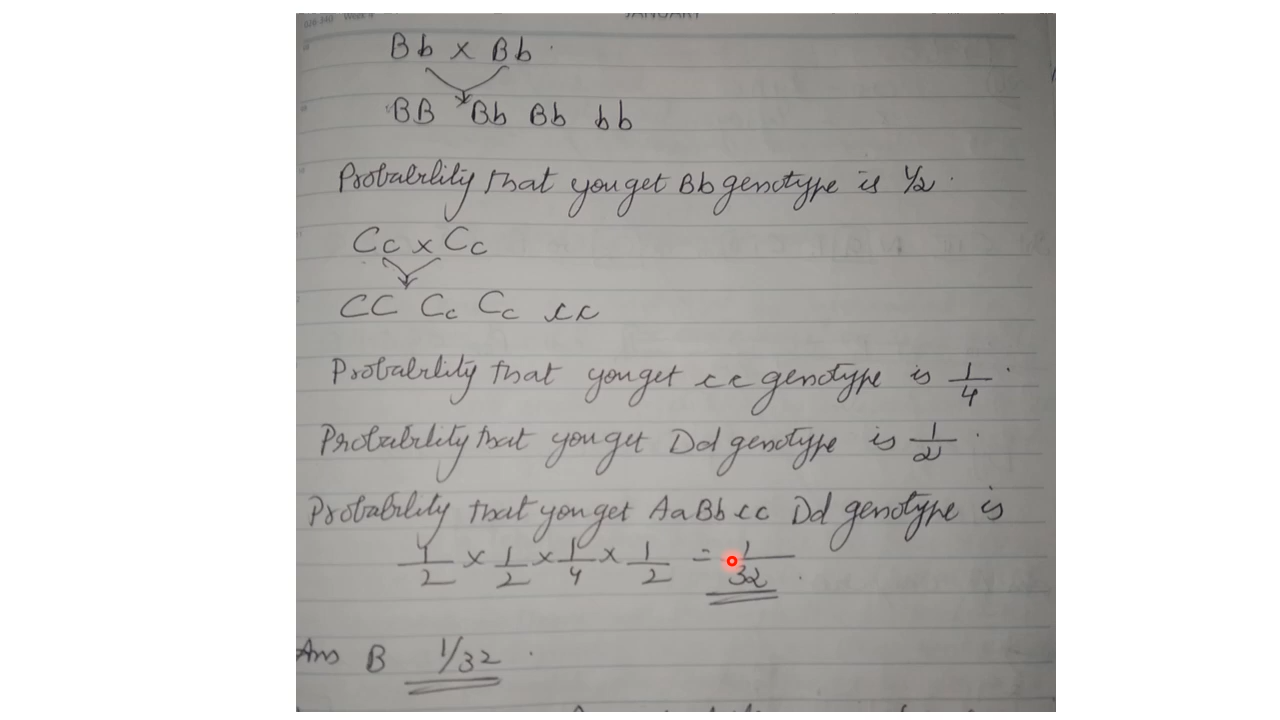 JANUARY
Bb x Bb
BB Bb Bb bb
Probability that you get Bb genotype is 1/2.
Cc x Cc
CC Cc Cc cc
Probability that you get cc genotype is 1/4.
Probability that you get Dd genotype is 1/2.
Probability that you get AaBbcc Dd genotype is
1/2 x 1/2 x 1/4 x 1/2 = 1/32.
Ans B 1/32.